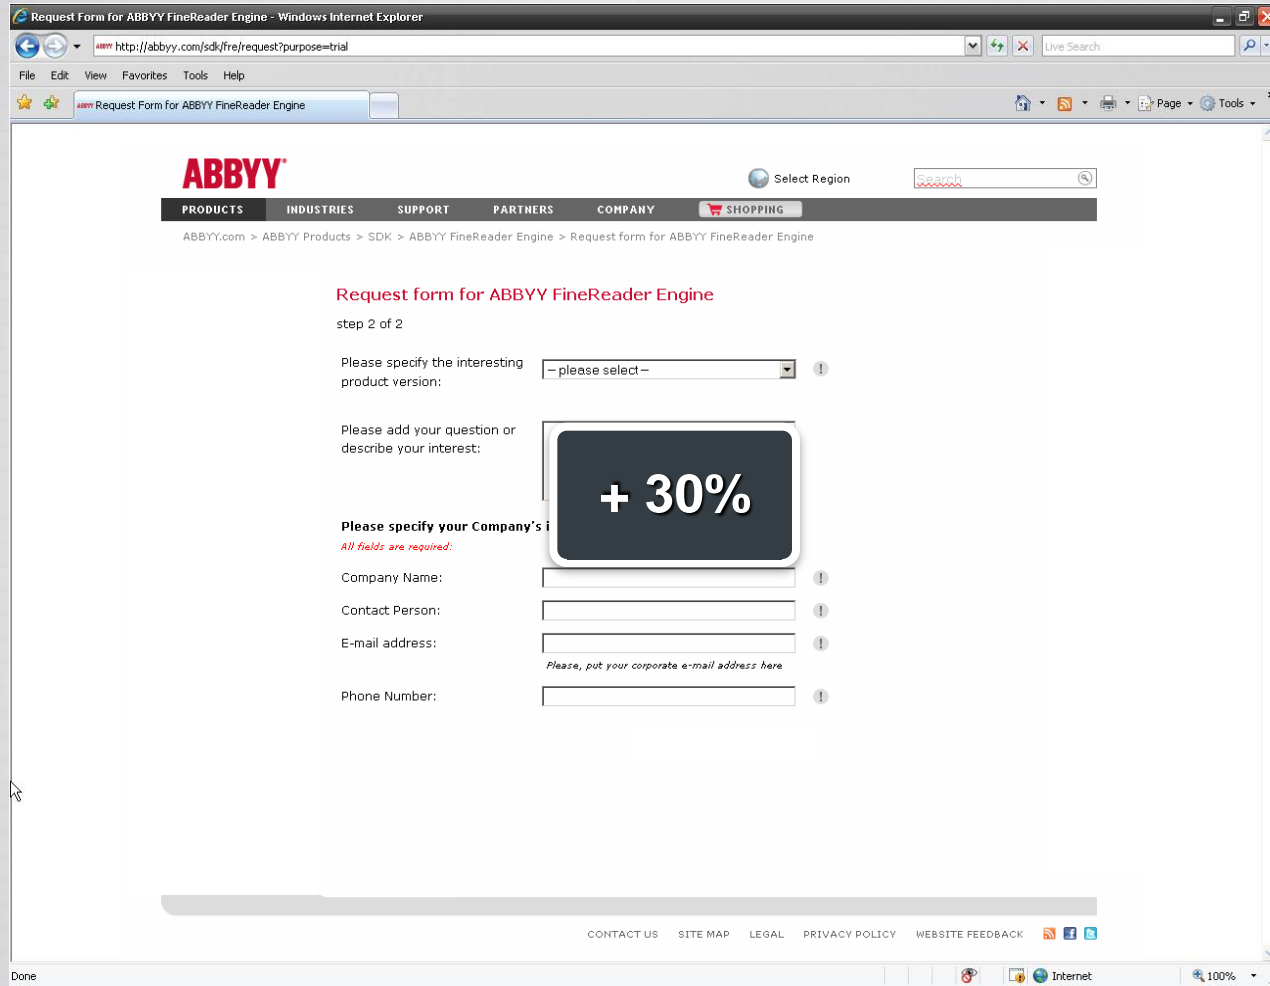 Request Form for ABBYY FineReader Engine - Windows Internet Explorer
ABBYY http://abbyy.com/sdk/fre/request?purpose=trial
Live Search
File Edit View Favorites Tools Help
ABBYY Request Form for ABBYY FineReader Engine
Page Tools
ABBYY®
Select Region
Search
PRODUCTS INDUSTRIES SUPPORT PARTNERS COMPANY SHOPPING
ABBYY.com > ABBYY Products > SDK > ABBYY FineReader Engine > Request form for ABBYY FineReader Engine
Request form for ABBYY FineReader Engine
step 2 of 2
Please specify the interesting
product version:
-- please select -- !
Please add your question or
describe your interest:
+ 30%
Please specify your Company's
All fields are required:
Company Name: !
Contact Person: !
E-mail address: !
Please, put your corporate e-mail address here
Phone Number: !
CONTACT US SITE MAP LEGAL PRIVACY POLICY WEBSITE FEEDBACK
Done
Internet
100%